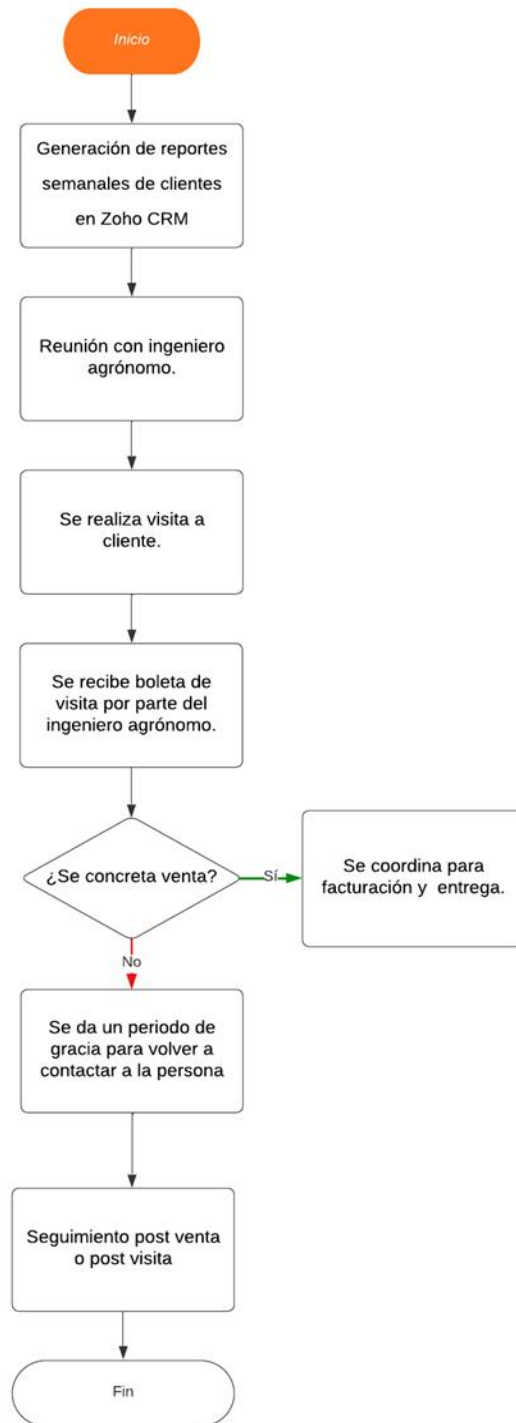 Inicio
Generación de reportes
semanales de clientes
en Zoho CRM
Reunión con ingeniero
agrónomo.
Se realiza visita a
cliente.
Se recibe boleta de
visita por parte del
ingeniero agrónomo.
¿Se concreta venta?
Sí
Se coordina para
facturación y  entrega.
No
Se da un periodo de
gracia para volver a
contactar a la persona
Seguimiento post venta
o post visita
Fin